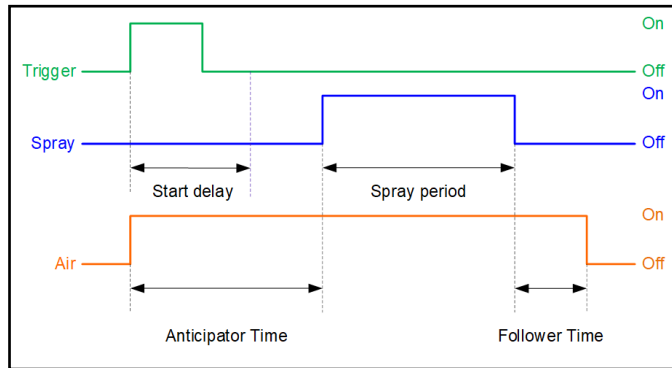 On
Trigger
Off
On
Spray
Off
Start delay
Spray period
On
Air
Off
Anticipator Time
Follower Time